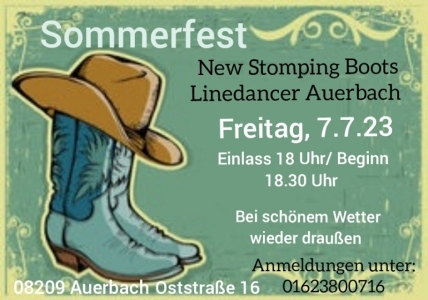 Sommerfest
New Stomping Boots
Linedancer Auerbach
Freitag, 7.7.23
Einlass 18 Uhr/ Beginn
18.30 Uhr
Bei schönem Wetter
wieder draußen
Anmeldungen unter:
01623800716
08209 Auerbach Oststraße 16